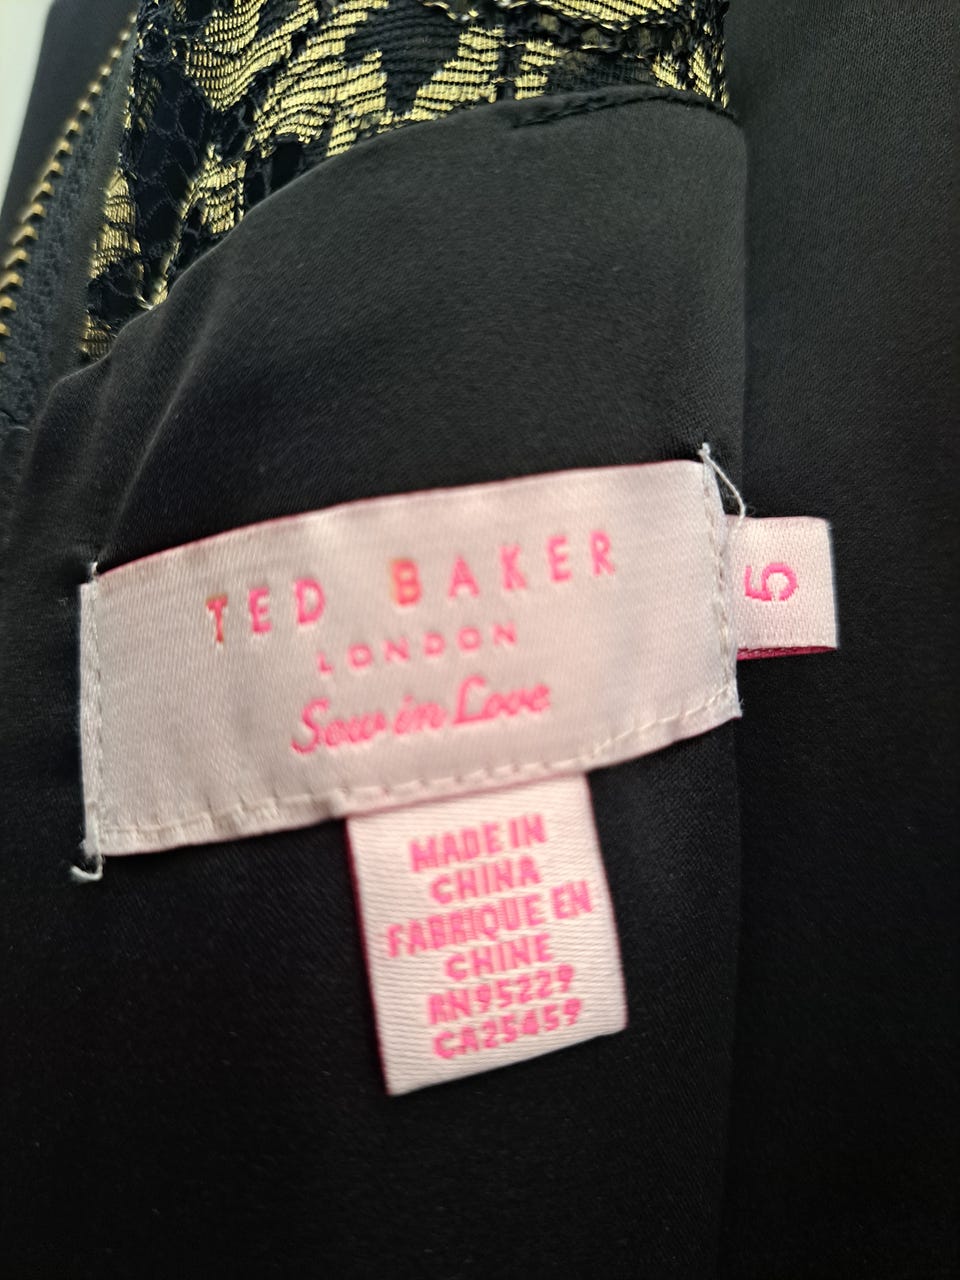 TED BAKER
LONDON
Sew in Love
5
MADE IN
CHINA
FABRIQUE EN
CHINE
RN95229
CA25459